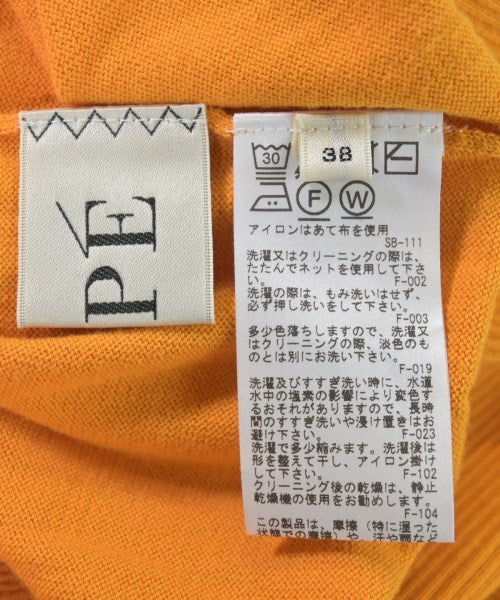 PÉ
38
30
F W
アイロンはあて布を使用
SB-111
洗濯又はクリーニングの際は、
たたんでネットを使用して下さ
い。 F-002
洗濯の際は、もみ洗いはせず、
必ず押し洗いをして下さい。
F-003
多少色落ちしますので、洗濯又
はクリーニングの際、淡色のも
のとは別にお洗い下さい。
F-019
洗濯及びすすぎ洗い時に、水道
水中の塩素の影響により変色す
るおそれがありますので、長時
間のすすぎ洗いや浸け置きはお
避け下さい。 F-023
洗濯で多少縮みます。洗濯後は
形を整えて干し、アイロン掛け
して下さい。 F-102
クリーニング後の乾燥は、静止
乾燥機の使用をお勧めします。
F-104
この製品は、摩擦（特に湿った
状態での摩擦）や、汗や雨など